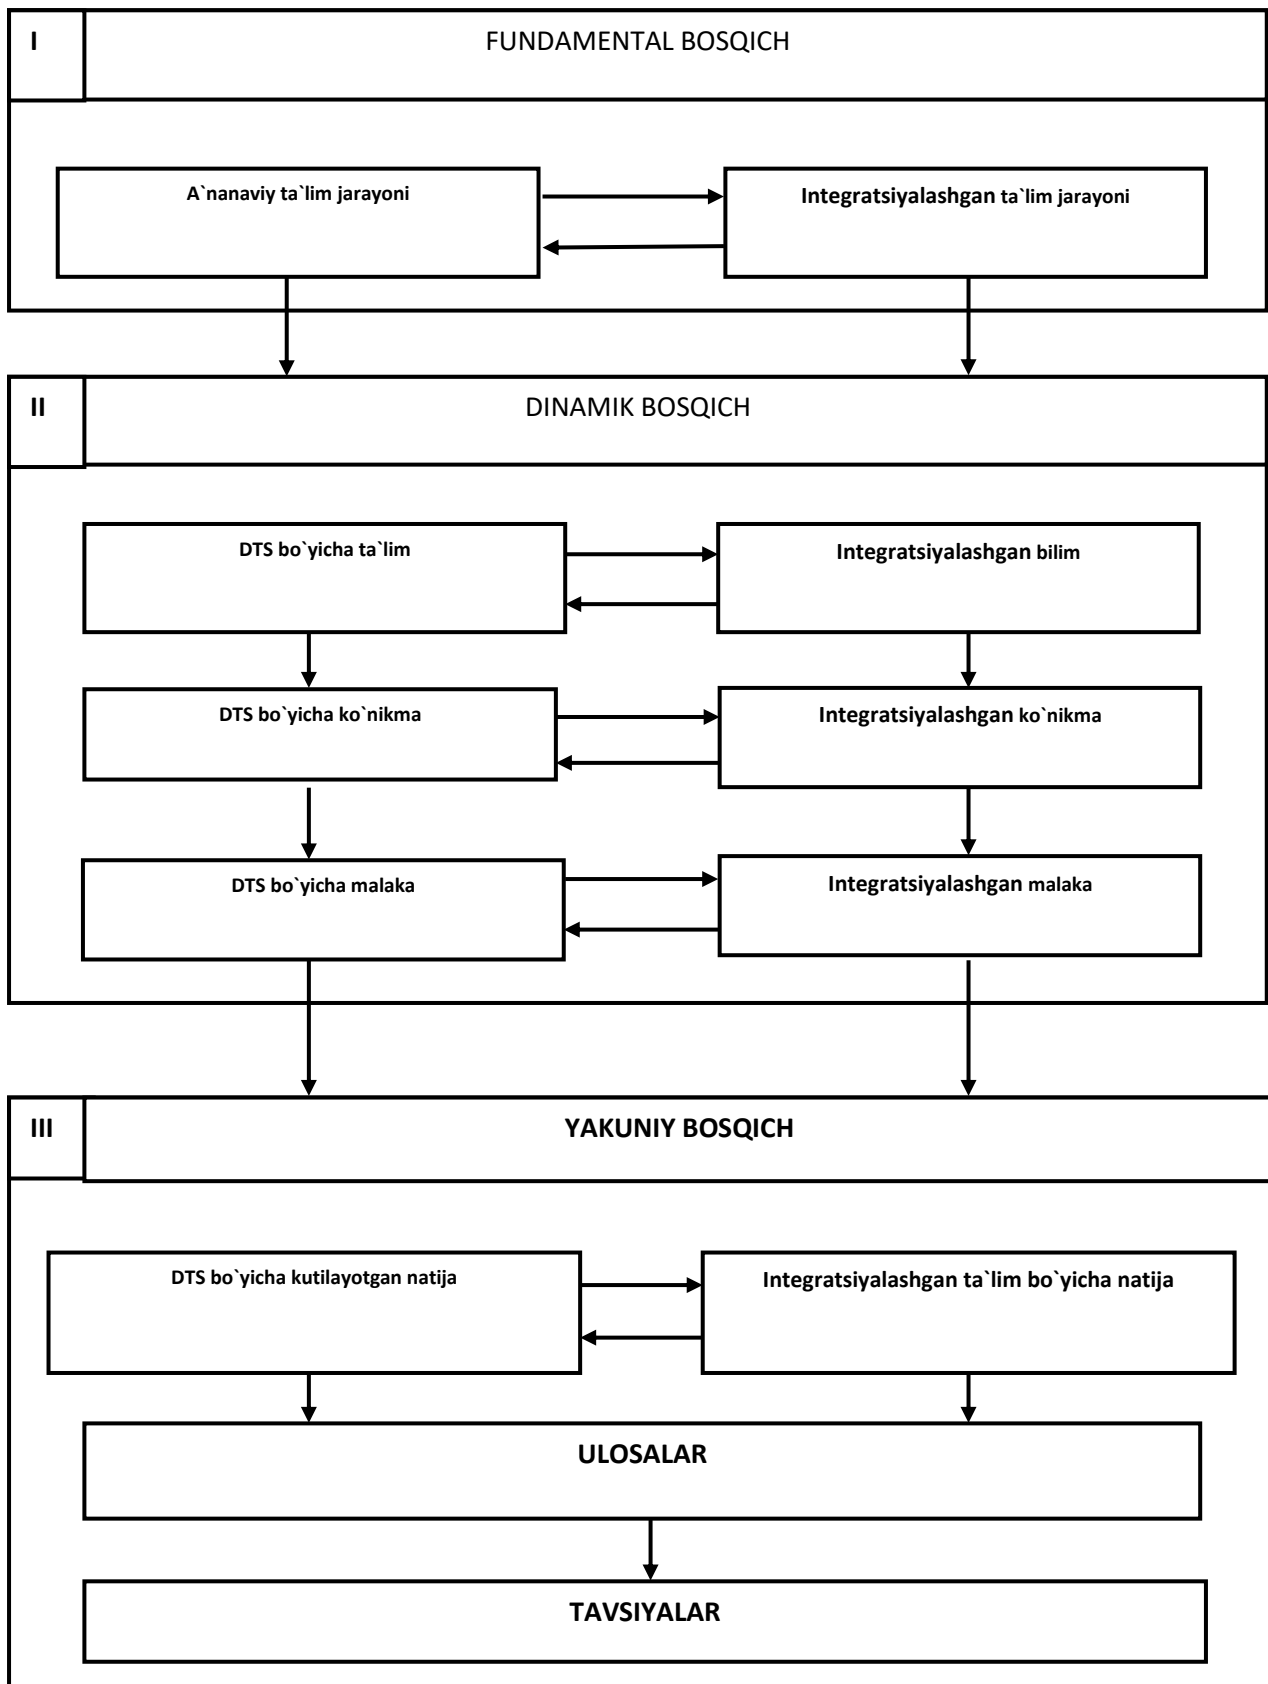 I
FUNDAMENTAL BOSQICH
A`nanaviy ta`lim jarayoni
Integratsiyalashgan ta`lim jarayoni
II
DINAMIK BOSQICH
DTS bo`yicha ta`lim
Integratsiyalashgan bilim
DTS bo`yicha ko`nikma
Integratsiyalashgan ko`nikma
DTS bo`yicha malaka
Integratsiyalashgan malaka
III
YAKUNIY BOSQICH
DTS bo`yicha kutilayotgan natija
Integratsiyalashgan ta`lim bo`yicha natija
ULOSALAR
TAVSIYALAR